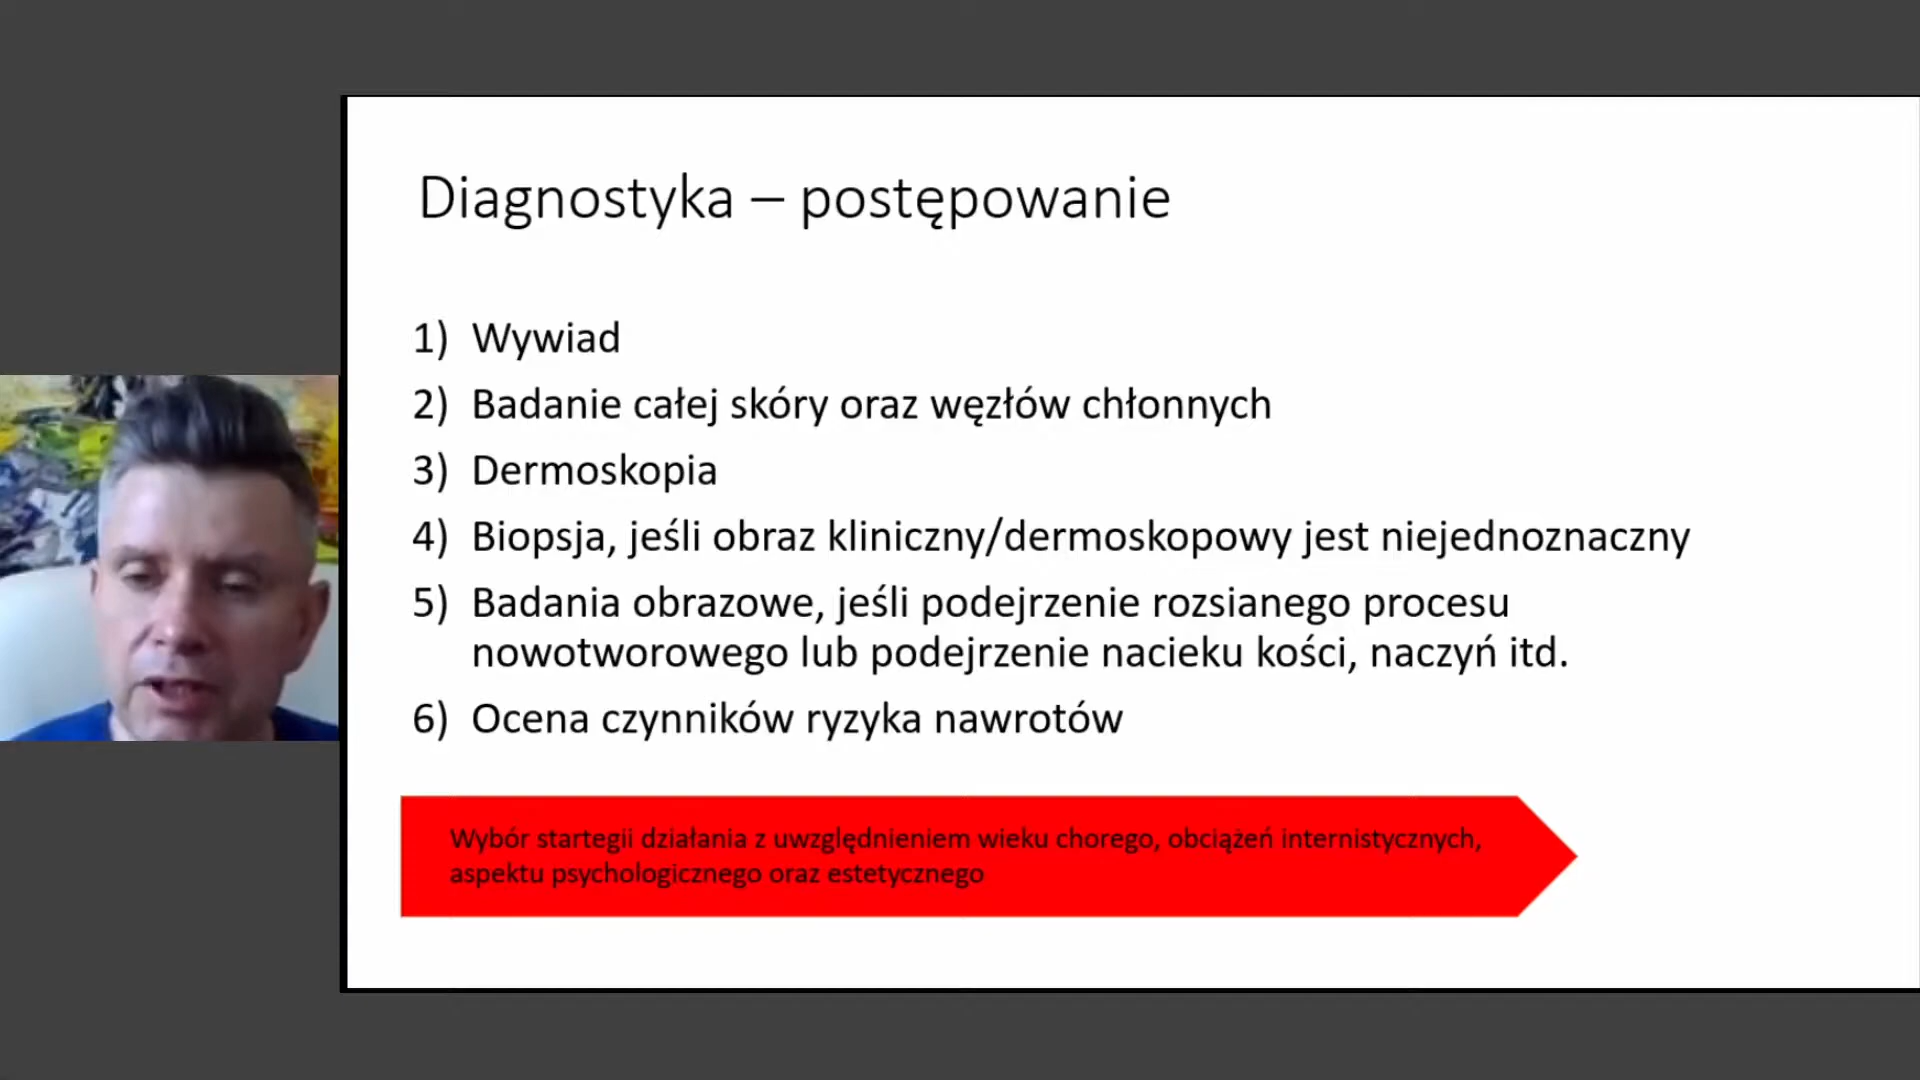 Diagnostyka – postępowanie
1) Wywiad
2) Badanie całej skóry oraz węzłów chłonnych
3) Dermoskopia
4) Biopsja, jeśli obraz kliniczny/dermoskopowy jest niejednoznaczny
5) Badania obrazowe, jeśli podejrzenie rozsianego procesu
nowotworowego lub podejrzenie nacieku kości, naczyń itd.
6) Ocena czynników ryzyka nawrotów
Wybór startegii działania z uwzględnieniem wieku chorego, obciążeń internistycznych,
aspektu psychologicznego oraz estetycznego